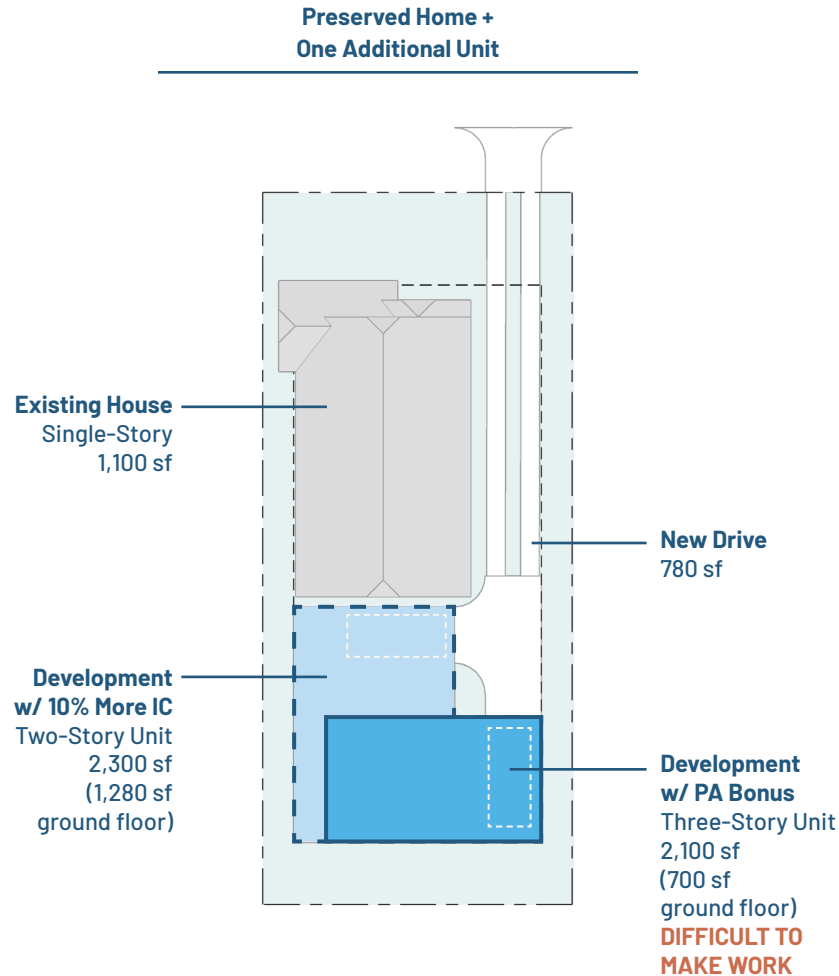 Preserved Home +
One Additional Unit
Existing House
Single-Story
1,100 sf
New Drive
780 sf
Development
w/ 10% More IC
Two-Story Unit
2,300 sf
(1,280 sf
ground floor)
Development
w/ PA Bonus
Three-Story Unit
2,100 sf
(700 sf
ground floor)
DIFFICULT TO
MAKE WORK